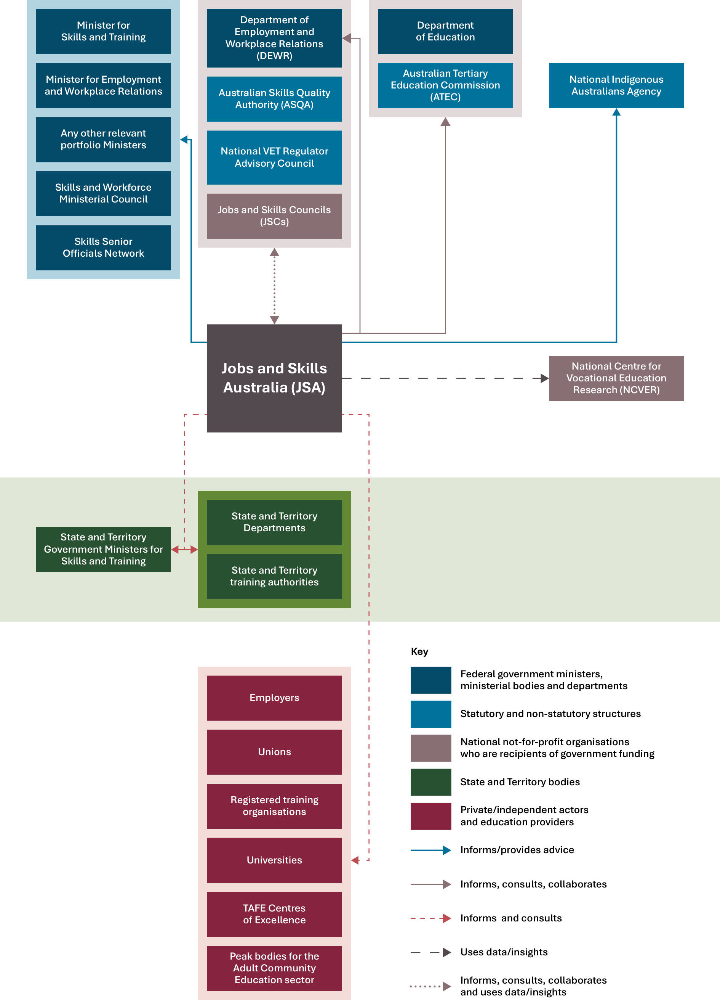 Minister for
Skills and Training
Minister for Employment
and Workplace Relations
Any other relevant
portfolio Ministers
Skills and Workforce
Ministerial Council
Skills Senior
Officials Network
Department of
Employment and
Workplace Relations
(DEWR)
Australian Skills Quality
Authority (ASQA)
National VET Regulator
Advisory Council
Jobs and Skills Councils
(JSCs)
Department
of Education
Australian Tertiary
Education Commission
(ATEC)
National Indigenous
Australians Agency
Jobs and Skills
Australia (JSA)
National Centre for
Vocational Education
Research (NCVER)
State and Territory
Government Ministers for
Skills and Training
State and Territory
Departments
State and Territory
training authorities
Employers
Unions
Registered training
organisations
Universities
TAFE Centres
of Excellence
Peak bodies for the
Adult Community
Education sector
Key
Federal government ministers,
ministerial bodies and departments
Statutory and non-statutory structures
National not-for-profit organisations
who are recipients of government funding
State and Territory bodies
Private/independent actors
and education providers
Informs/provides advice
Informs, consults, collaborates
Informs and consults
Uses data/insights
Informs, consults, collaborates
and uses data/insights